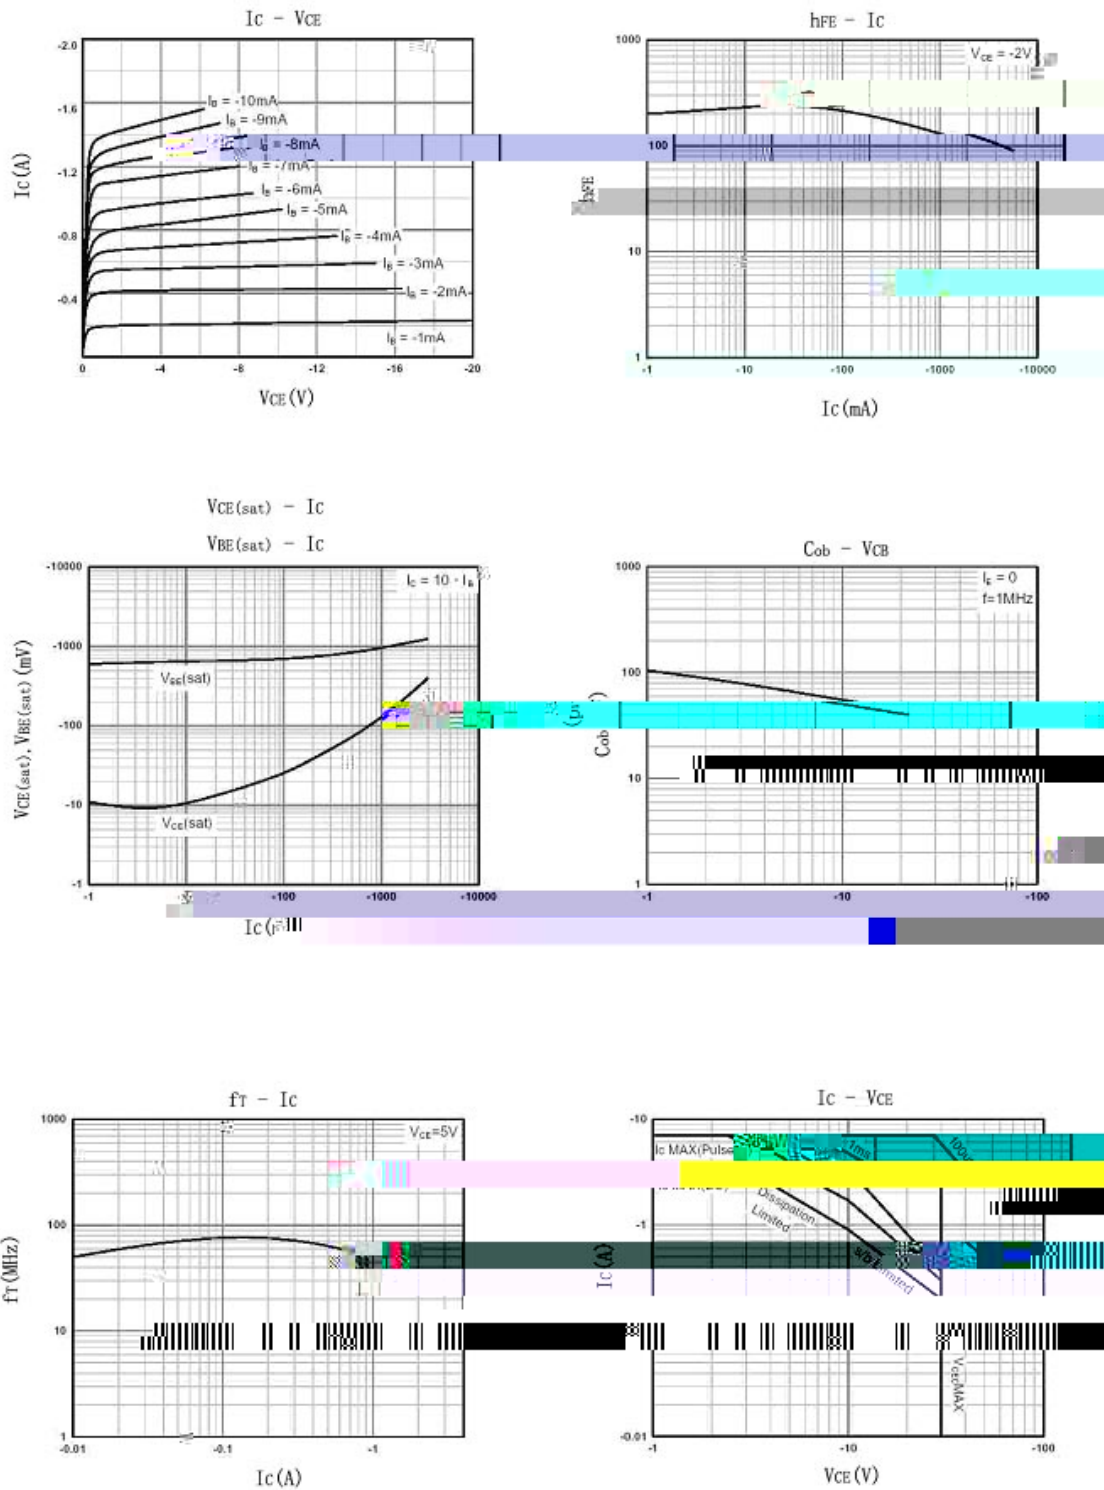 Ic - VCE
-2.0
-1.6
-1.2
-0.8
-0.4
0
-4
-8
-12
-16
-20
IB = -10mA
IB = -9mA
IB = -8mA
IB = -7mA
IB = -6mA
IB = -5mA
IB = -4mA
IB = -3mA
IB = -2mA
IB = -1mA
Ic(A)
VCE(V)
hFE - Ic
1000
100
10
1
-1
-10
-100
-1000
-10000
VCE = -2V
hFE
Ic(mA)
VCE(sat) - Ic
VBE(sat) - Ic
-10000
-1000
-100
-10
-1
-1
-100
-1000
-10000
IC = 10 · IB
VBE(sat)
VCE(sat)
VCE(sat), VBE(sat) (mV)
Ic(
Cob - VCB
1000
100
10
1
-1
-10
-100
IE = 0
f=1MHz
Cob
fT - Ic
1000
100
10
1
-0.01
-0.1
-1
VCE=5V
fT(MHz)
Ic(A)
Ic - VCE
-10
-1
-0.01
-1
-10
-100
Ic MAX(Pulse
1ms
Dissipation
Limited
s/b Limited
VCEOMAX
Ic(A)
VCE(V)